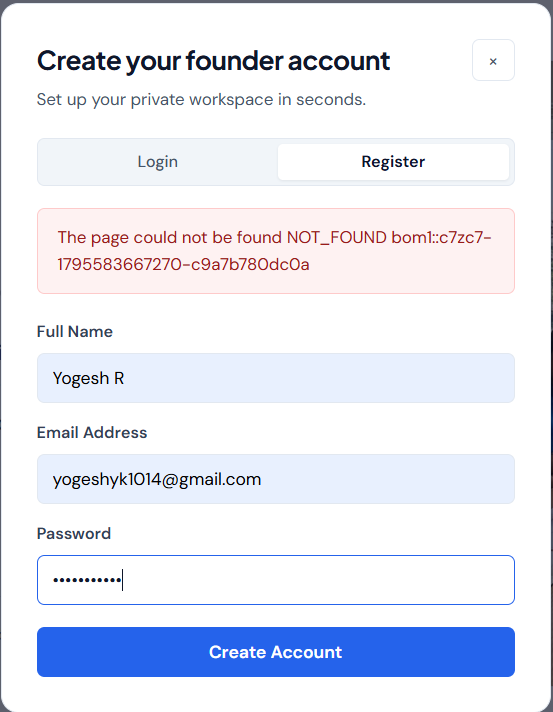 Create your founder account
×
Set up your private workspace in seconds.
Login
Register
The page could not be found NOT_FOUND bom1::c7zc7-
1795583667270-c9a7b780dc0a
Full Name
Yogesh R
Email Address
yogeshyk1014@gmail.com
Password
•••••••••••
Create Account